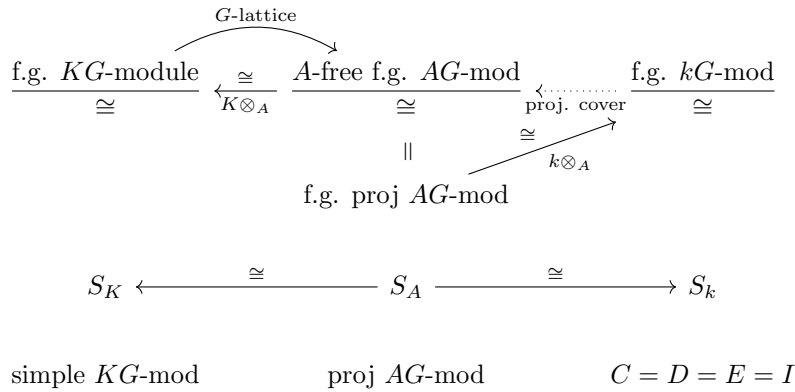 G-lattice
f.g. KG-module A-free f.g. AG-mod f.g. kG-mod
≅ K⊗_A proj. cover
≅ ≅ ≅
≅ k⊗_A
=
f.g. proj AG-mod
S_K ≅ S_A ≅ S_k
simple KG-mod proj AG-mod C = D = E = I